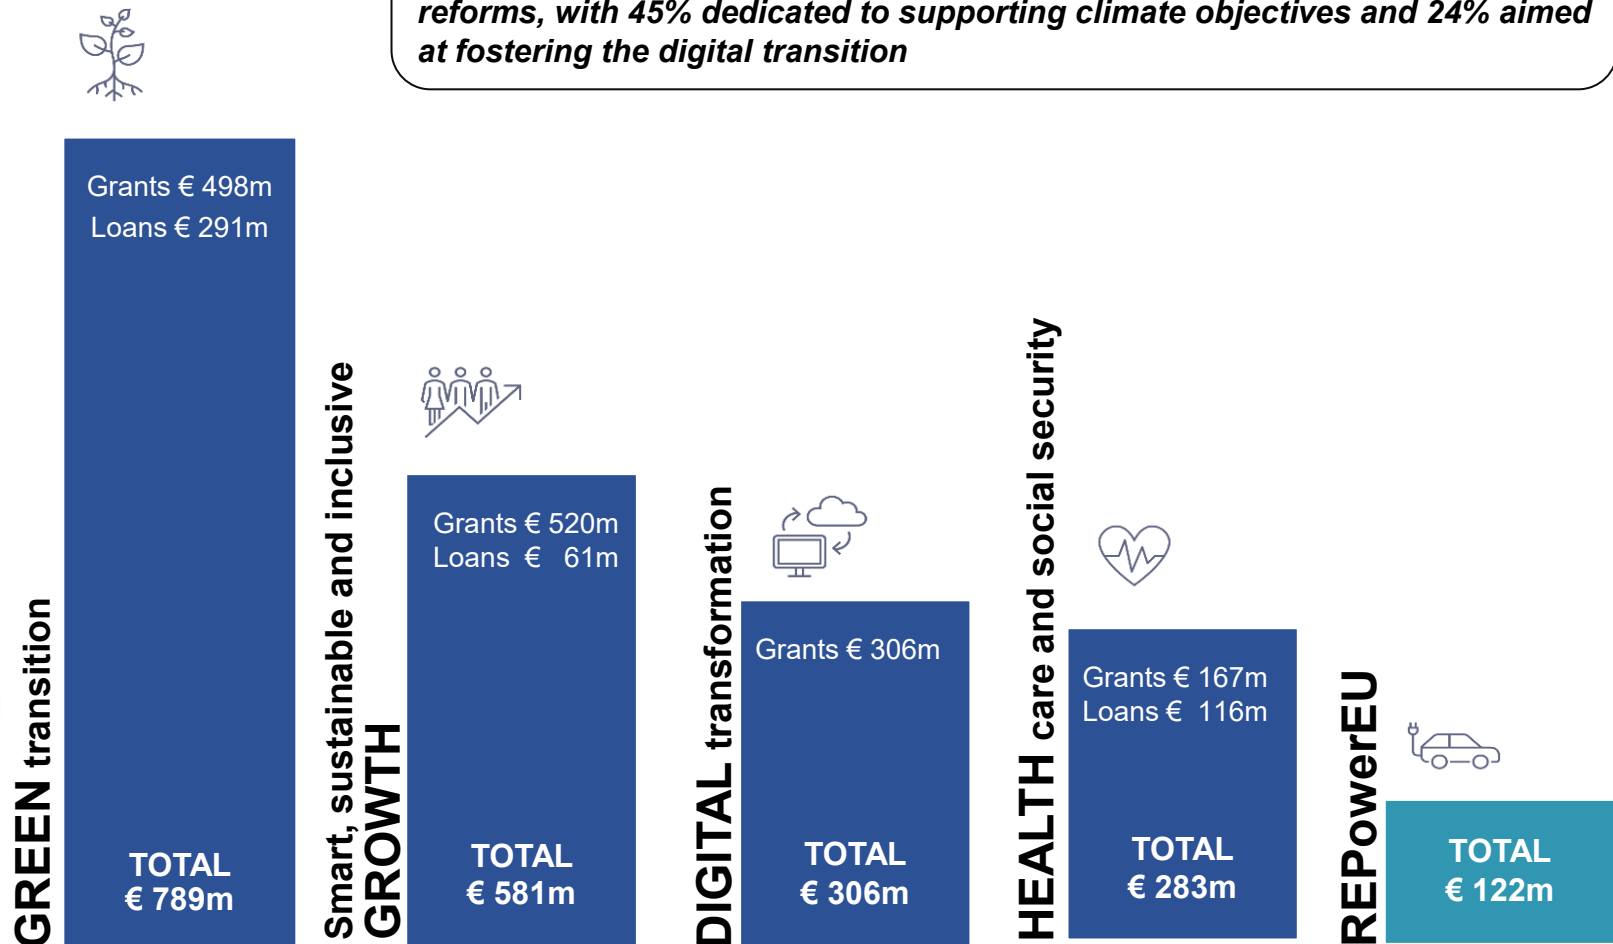 reforms, with 45% dedicated to supporting climate objectives and 24% aimed
at fostering the digital transition
GREEN transition
Grants € 498m
Loans € 291m
TOTAL
€ 789m
Smart, sustainable and inclusive
GROWTH
Grants € 520m
Loans € 61m
TOTAL
€ 581m
DIGITAL transformation
Grants € 306m
TOTAL
€ 306m
HEALTH care and social security
Grants € 167m
Loans € 116m
TOTAL
€ 283m
REPowerEU
TOTAL
€ 122m